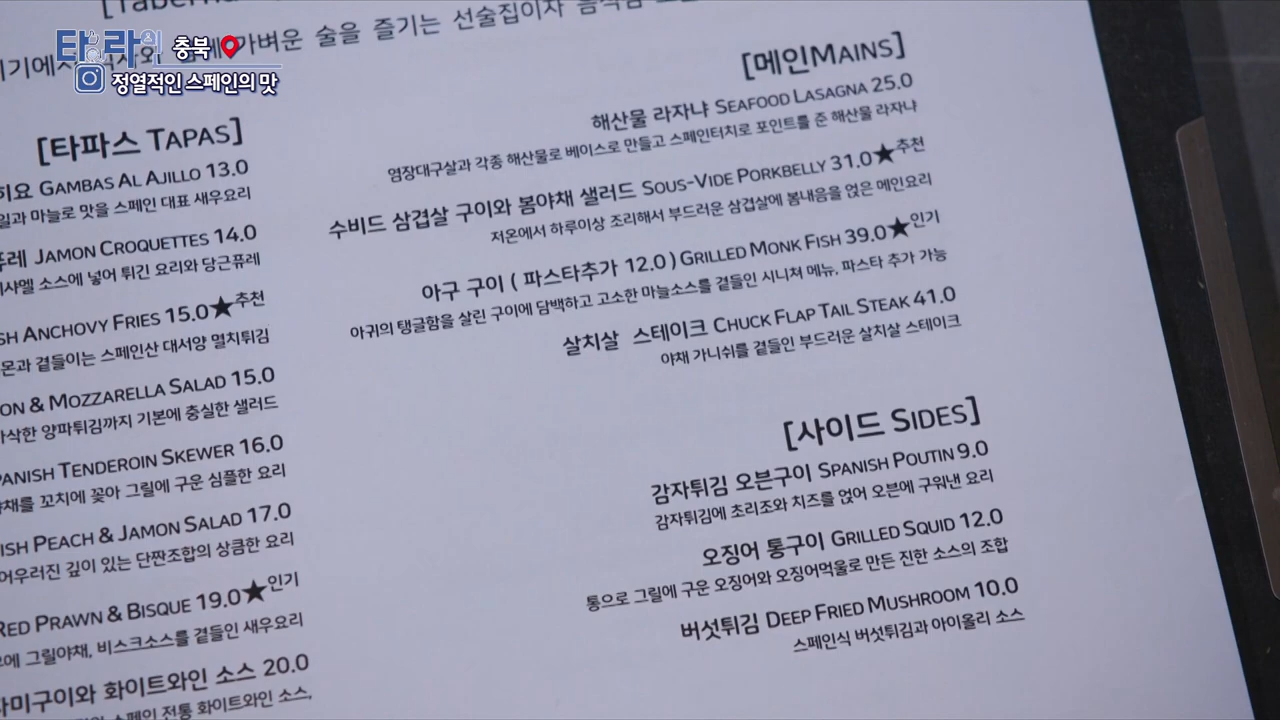 타라의 충북
정열적인 스페인의 맛
가벼운 술을 즐기는 선술집이자
[타파스 TAPAS]
GAMBAS AL AJILLO 13.0
마늘로 맛을 스페인 대표 새우요리
JAMON CROQUETTES 14.0
소스에 넣어 튀긴 요리와 당근퓨레
ANCHOVY FRIES 15.0★추천
곁들이는 스페인산 대서양 멸치튀김
& MOZZARELLA SALAD 15.0
양파튀김까지 기본에 충실한 샐러드
TENDEROIN SKEWER 16.0
꼬치에 꽂아 그릴에 구운 심플한 요리
PEACH & JAMON SALAD 17.0
어우러진 깊이 있는 단짠조합의 상큼한 요리
RED PRAWN & BISQUE 19.0★인기
그릴야채, 비스크소스를 곁들인 새우요리
화이트와인 소스 20.0
스페인 전통 화이트와인 소스,
[메인MAINS]
해산물 라자냐 SEAFOOD LASAGNA 25.0
염장대구살과 각종 해산물로 베이스로 만들고 스페인터치로 포인트를 준 해산물 라자냐
수비드 삼겹살 구이와 봄야채 샐러드 SOUS-VIDE PORKBELLY 31.0★추천
저온에서 하루이상 조리해서 부드러운 삼겹살에 봄내음을 얹은 메인요리
아구 구이 ( 파스타추가 12.0 ) GRILLED MONK FISH 39.0★인기
아귀의 탱글함을 살린 구이에 담백하고 고소한 마늘소스를 곁들인 시니쳐 메뉴, 파스타 추가 가능
살치살 스테이크 CHUCK FLAP TAIL STEAK 41.0
야채 가니쉬를 곁들인 부드러운 살치살 스테이크
[사이드 SIDES]
감자튀김 오븐구이 SPANISH POUTIN 9.0
감자튀김에 초리조와 치즈를 얹어 오븐에 구워낸 요리
오징어 통구이 GRILLED SQUID 12.0
통으로 그릴에 구운 오징어와 오징어먹울로 만든 진한 소스의 조합
버섯튀김 DEEP FRIED MUSHROOM 10.0
스페인식 버섯튀김과 아이올리 소스